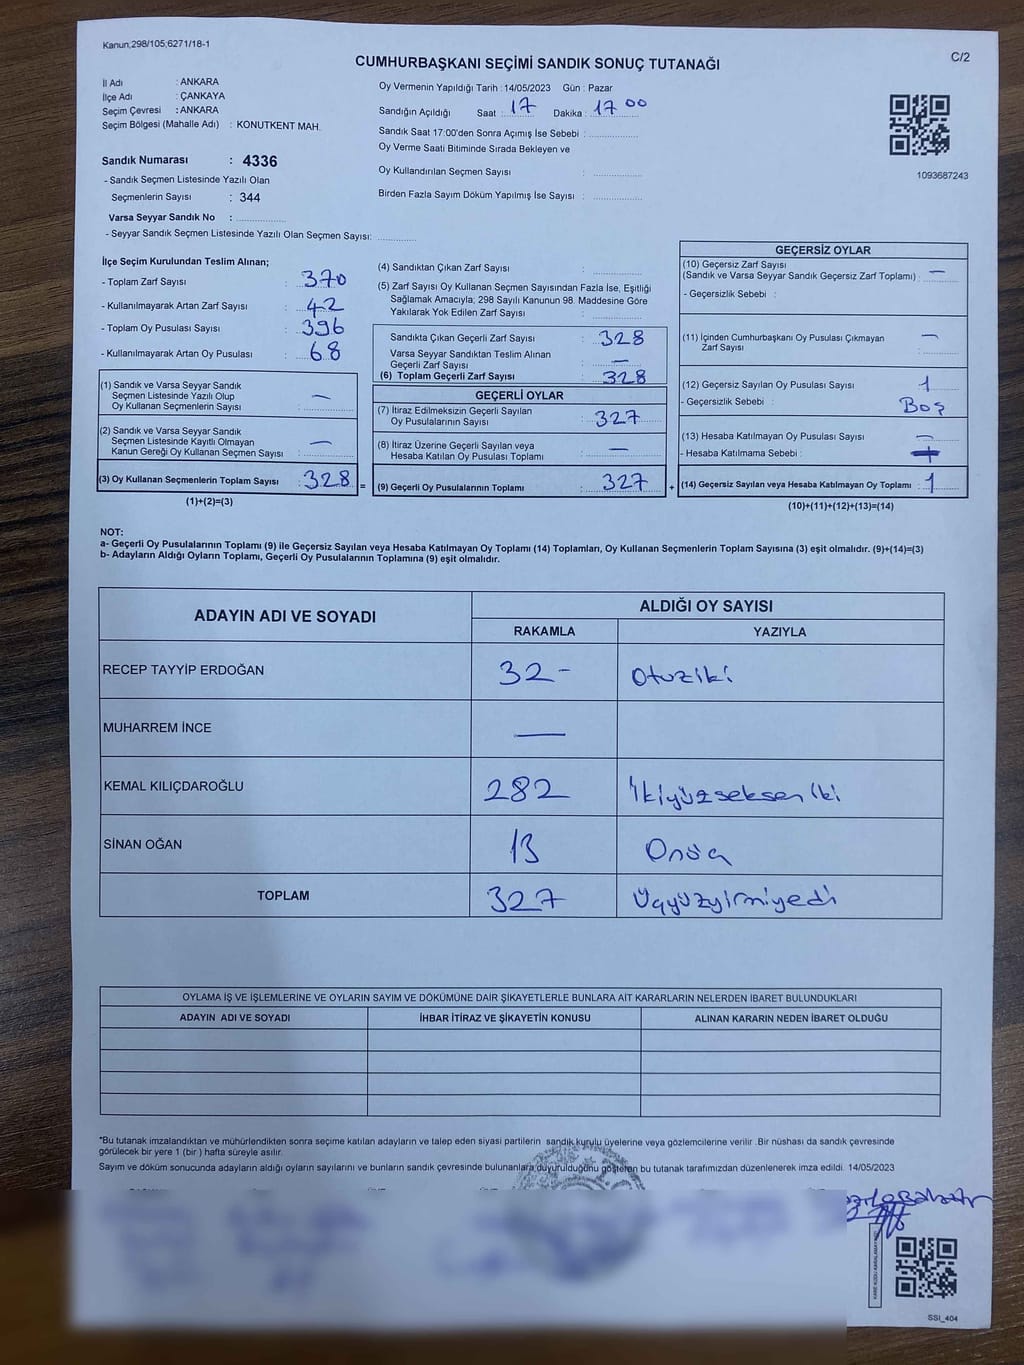 Kanun;298/105;6271/18-1
C/2
CUMHURBAŞKANI SEÇİMİ SANDIK SONUÇ TUTANAĞI
İl Adı : ANKARA
İlçe Adı : ÇANKAYA
Seçim Çevresi : ANKARA
Seçim Bölgesi (Mahalle Adı) : KONUTKENT MAH.
Sandık Numarası : 4336
- Sandık Seçmen Listesinde Yazılı Olan
Seçmenlerin Sayısı : 344
Varsa Seyyar Sandık No :
- Seyyar Sandık Seçmen Listesinde Yazılı Olan Seçmen Sayısı:
Oy Vermenin Yapıldığı Tarih : 14/05/2023 Gün : Pazar
Sandığın Açıldığı Saat : 17 Dakika : 17 00
Sandık Saat 17:00'den Sonra Açımış İse Sebebi :
Oy Verme Saati Bitiminde Sırada Bekleyen ve
Oy Kullandırılan Seçmen Sayısı :
Birden Fazla Sayım Döküm Yapılmış İse Sayısı :
1093687243
İlçe Seçim Kurulundan Teslim Alınan;
- Toplam Zarf Sayısı : 370
- Kullanılmayarak Artan Zarf Sayısı : 42
- Toplam Oy Pusulası Sayısı : 396
- Kullanılmayarak Artan Oy Pusulası : 68
(1) Sandık ve Varsa Seyyar Sandık
Seçmen Listesinde Yazılı Olup
Oy Kullanan Seçmenlerin Sayısı : —
(2) Sandık ve Varsa Seyyar Sandık
Seçmen Listesinde Kayıtlı Olmayan
Kanun Gereği Oy Kullanan Seçmen Sayısı : —
(3) Oy Kullanan Seçmenlerin Toplam Sayısı : 328 =
(1)+(2)=(3)
(4) Sandıktan Çıkan Zarf Sayısı :
(5) Zarf Sayısı Oy Kullanan Seçmen Sayısından Fazla İse, Eşitliği
Sağlamak Amacıyla; 298 Sayılı Kanunun 98. Maddesine Göre
Yakılarak Yok Edilen Zarf Sayısı :
Sandıkta Çıkan Geçerli Zarf Sayısı : 328
Varsa Seyyar Sandıktan Teslim Alınan
Geçerli Zarf Sayısı : —
(6) Toplam Geçerli Zarf Sayısı : 328
GEÇERLİ OYLAR
(7) İtiraz Edilmeksizin Geçerli Sayılan
Oy Pusulalarının Sayısı : 327
(8) İtiraz Üzerine Geçerli Sayılan veya
Hesaba Katılan Oy Pusulası Toplamı : —
(9) Geçerli Oy Pusulalarının Toplamı : 327 +
GEÇERSİZ OYLAR
(10) Geçersiz Zarf Sayısı
(Sandık ve Varsa Seyyar Sandık Geçersiz Zarf Toplamı) : —
- Geçersizlik Sebebi :
(11) İçinden Cumhurbaşkanı Oy Pusulası Çıkmayan
Zarf Sayısı : —
(12) Geçersiz Sayılan Oy Pusulası Sayısı : 1
- Geçersizlik Sebebi : Boş
(13) Hesaba Katılmayan Oy Pusulası Sayısı : —
- Hesaba Katılmama Sebebi :
(14) Geçersiz Sayılan veya Hesaba Katılmayan Oy Toplamı : 1
(10)+(11)+(12)+(13)=(14)
NOT:
a- Geçerli Oy Pusulalarının Toplamı (9) ile Geçersiz Sayılan veya Hesaba Katılmayan Oy Toplamı (14) Toplamları, Oy Kullanan Seçmenlerin Toplam Sayısına (3) eşit olmalıdır. (9)+(14)=(3)
b- Adayların Aldığı Oyların Toplamı, Geçerli Oy Pusulalarının Toplamına (9) eşit olmalıdır.
ADAYIN ADI VE SOYADI ALDIĞI OY SAYISI
RAKAMLA YAZIYLA
RECEP TAYYİP ERDOĞAN 32- Otuziki
MUHARREM İNCE —
KEMAL KILIÇDAROĞLU 282 İkiyüzseksen iki
SİNAN OĞAN 13 Onüç
TOPLAM 327 Üçyüzyirmiyedi
OYLAMA İŞ VE İŞLEMLERİNE VE OYLARIN SAYIM VE DÖKÜMÜNE DAİR ŞİKAYETLERLE BUNLARA AİT KARARLARIN NELERDEN İBARET BULUNDUKLARI
ADAYIN ADI VE SOYADI İHBAR İTİRAZ VE ŞİKAYETİN KONUSU ALINAN KARARIN NEDEN İBARET OLDUĞU
*Bu tutanak imzalandıktan ve mühürlendikten sonra seçime katılan adayların ve talep eden siyasi partilerin sandık kurulu üyelerine veya gözlemcilerine verilir .Bir nüshası da sandık çevresinde
görülecek bir yere 1 (bir ) hafta süreyle asılır.
Sayım ve döküm sonucunda adayların aldığı oyların sayılarını ve bunların sandık çevresinde bulunanlara duyurulduğunu gösteren bu tutanak tarafımızdan düzenlenerek imza edildi. 14/05/2023
SSI_404